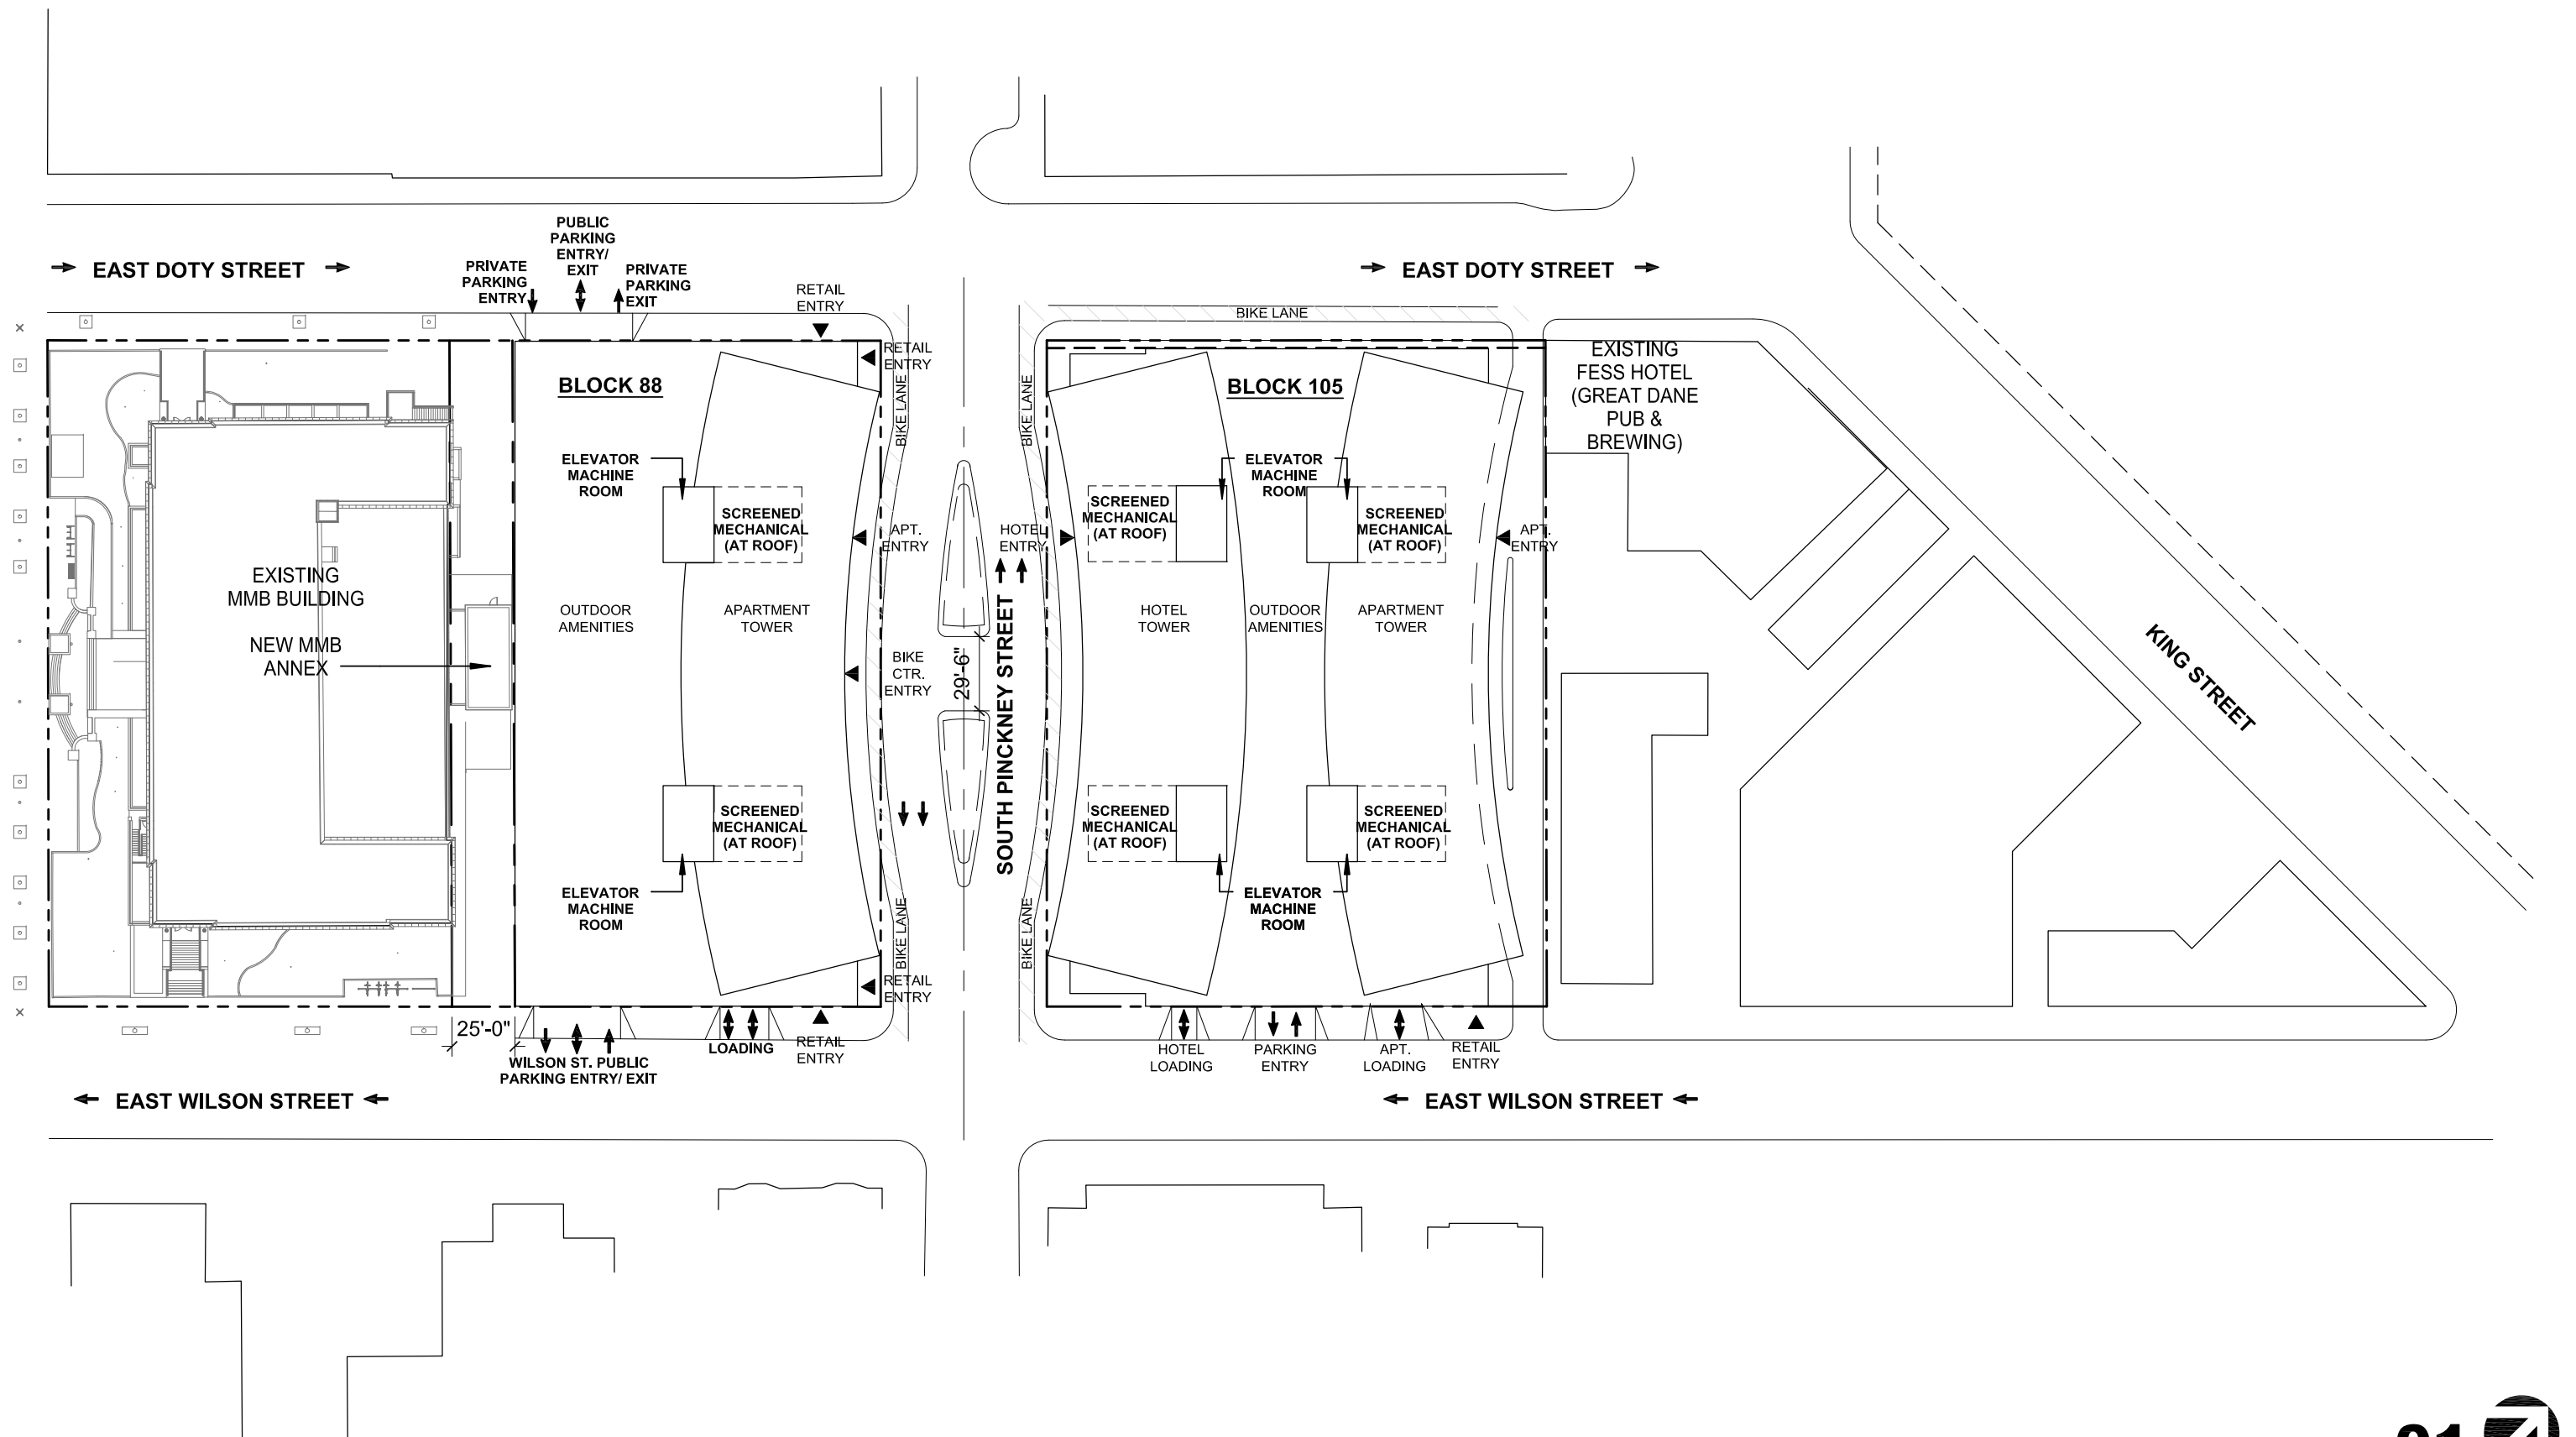 PUBLIC
PARKING
ENTRY/
EXIT
EAST DOTY STREET
PRIVATE
PARKING
ENTRY
PRIVATE
PARKING
EXIT
RETAIL
ENTRY
EAST DOTY STREET
BIKE LANE
RETAIL
ENTRY
BLOCK 88
BLOCK 105
EXISTING
FESS HOTEL
(GREAT DANE
PUB &
BREWING)
BIKE LANE
BIKE LANE
ELEVATOR
MACHINE
ROOM
ELEVATOR
MACHINE
ROOM
SCREENED
MECHANICAL
(AT ROOF)
SCREENED
MECHANICAL
(AT ROOF)
SCREENED
MECHANICAL
(AT ROOF)
APT.
ENTRY
HOTEL
ENTRY
APT.
ENTRY
EXISTING
MMB BUILDING
NEW MMB
ANNEX
OUTDOOR
AMENITIES
APARTMENT
TOWER
HOTEL
TOWER
OUTDOOR
AMENITIES
APARTMENT
TOWER
BIKE
CTR.
ENTRY
29'-6"
SOUTH PINCKNEY STREET
KING STREET
SCREENED
MECHANICAL
(AT ROOF)
SCREENED
MECHANICAL
(AT ROOF)
SCREENED
MECHANICAL
(AT ROOF)
ELEVATOR
MACHINE
ROOM
ELEVATOR
MACHINE
ROOM
BIKE LANE
BIKE LANE
RETAIL
ENTRY
25'-0"
WILSON ST. PUBLIC
PARKING ENTRY/ EXIT
LOADING
RETAIL
ENTRY
HOTEL
LOADING
PARKING
ENTRY
APT.
LOADING
RETAIL
ENTRY
EAST WILSON STREET
EAST WILSON STREET